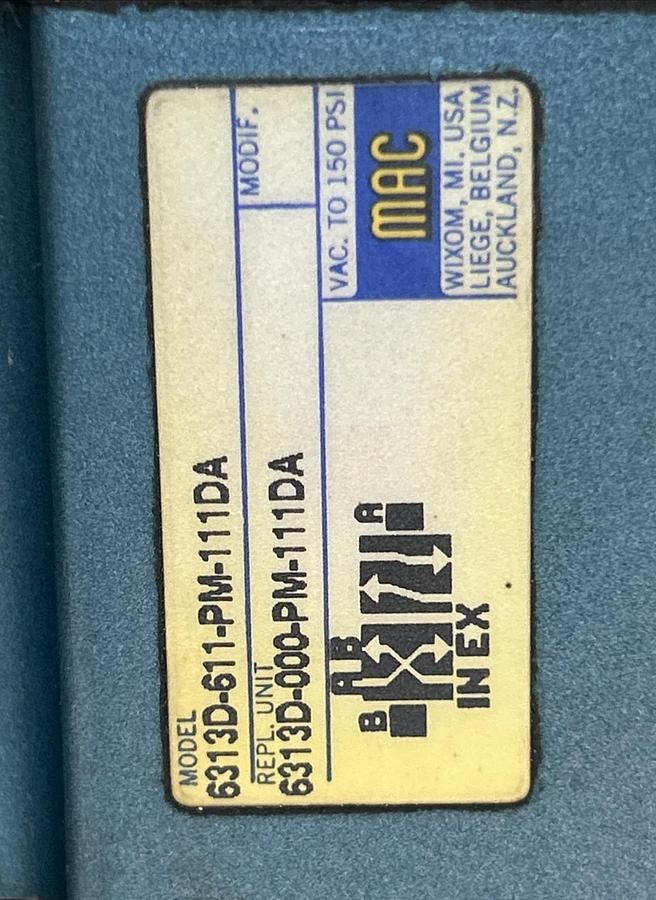 MODEL
6313D-611-PM-111DA
REPL. UNIT
6313D-000-PM-111DA
MODIF.
VAC. TO 150 PSI
MAC
WIXOM, MI. USA
LIEGE, BELGIUM
AUCKLAND, N.Z.
A B
B A
IN EX